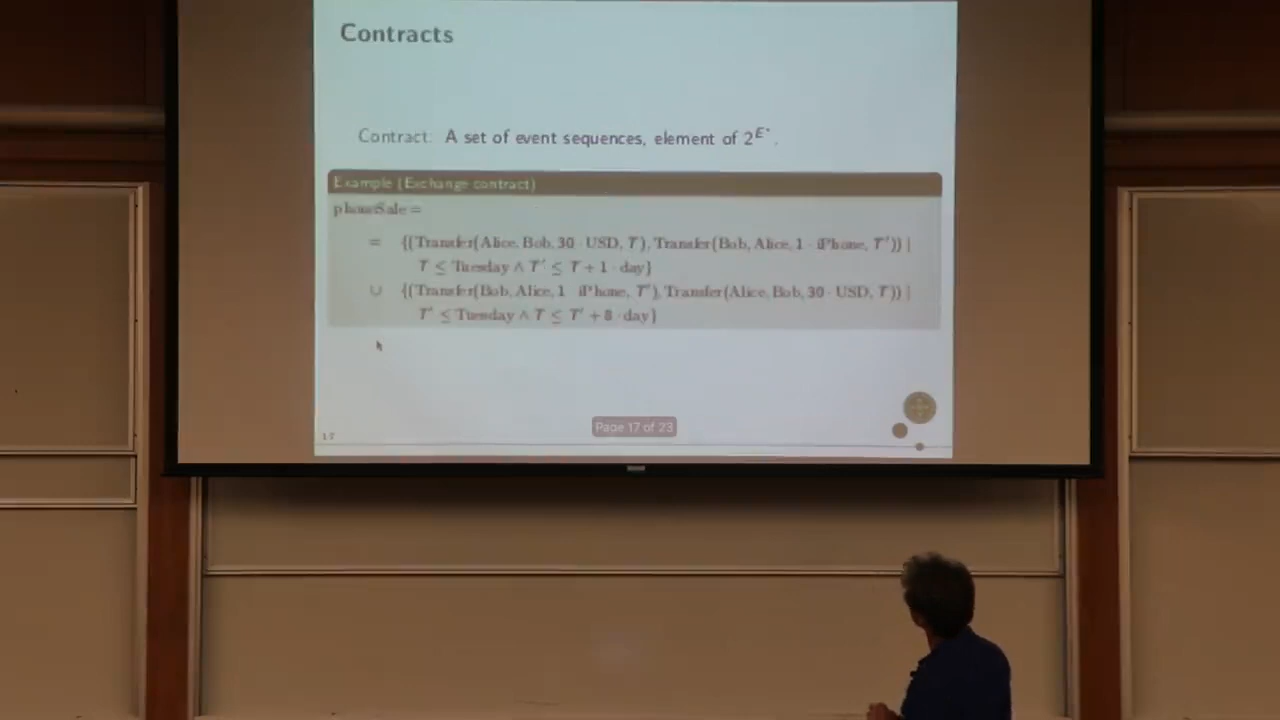 Contracts
Contract: A set of event sequences, element of 2^E*.
Example (Exchange contract)
phoneSale =
= {(Transfer(Alice, Bob, 30 · USD, T), Transfer(Bob, Alice, 1 · iPhone, T′)) |
T ≤ Tuesday ∧ T′ ≤ T + 1 · day}
∪ {(Transfer(Bob, Alice, 1 · iPhone, T′), Transfer(Alice, Bob, 30 · USD, T)) |
T′ ≤ Tuesday ∧ T ≤ T′ + 8 · day}
Page 17 of 23
17